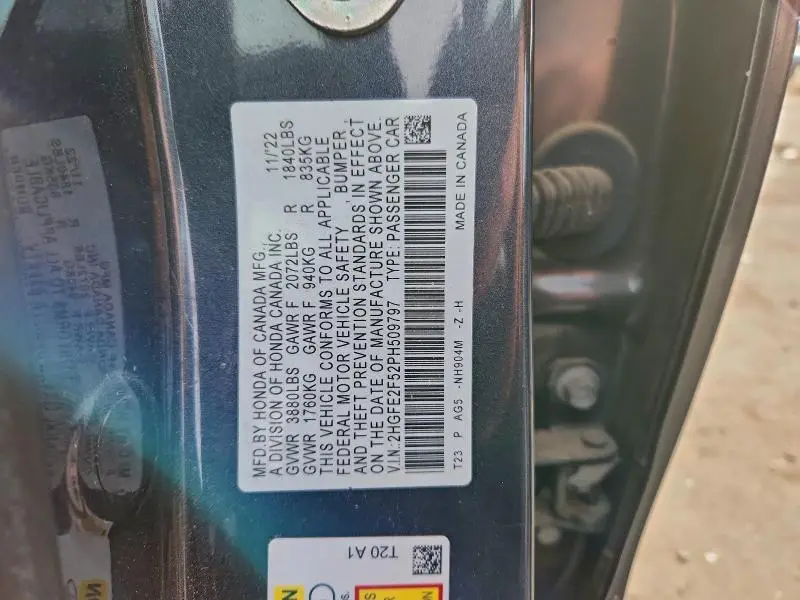 MFD.BY HONDA OF CANADA MFG.
A DIVISION OF HONDA CANADA INC. 11/22
GVWR 3880LBS GAWR F 2072LBS R 1840LBS
GVWR 1760KG GAWR F 940KG R 835KG
THIS VEHICLE CONFORMS TO ALL APPLICABLE
FEDERAL MOTOR VEHICLE SAFETY , BUMPER ,
AND THEFT PREVENTION STANDARDS IN EFFECT
ON THE DATE OF MANUFACTURE SHOWN ABOVE.
V.I.N.:2HGFE2F52PH509797 TYPE: PASSENGER CAR
T23 P AG5 -NH904M -Z -H MADE IN CANADA
T20 A1